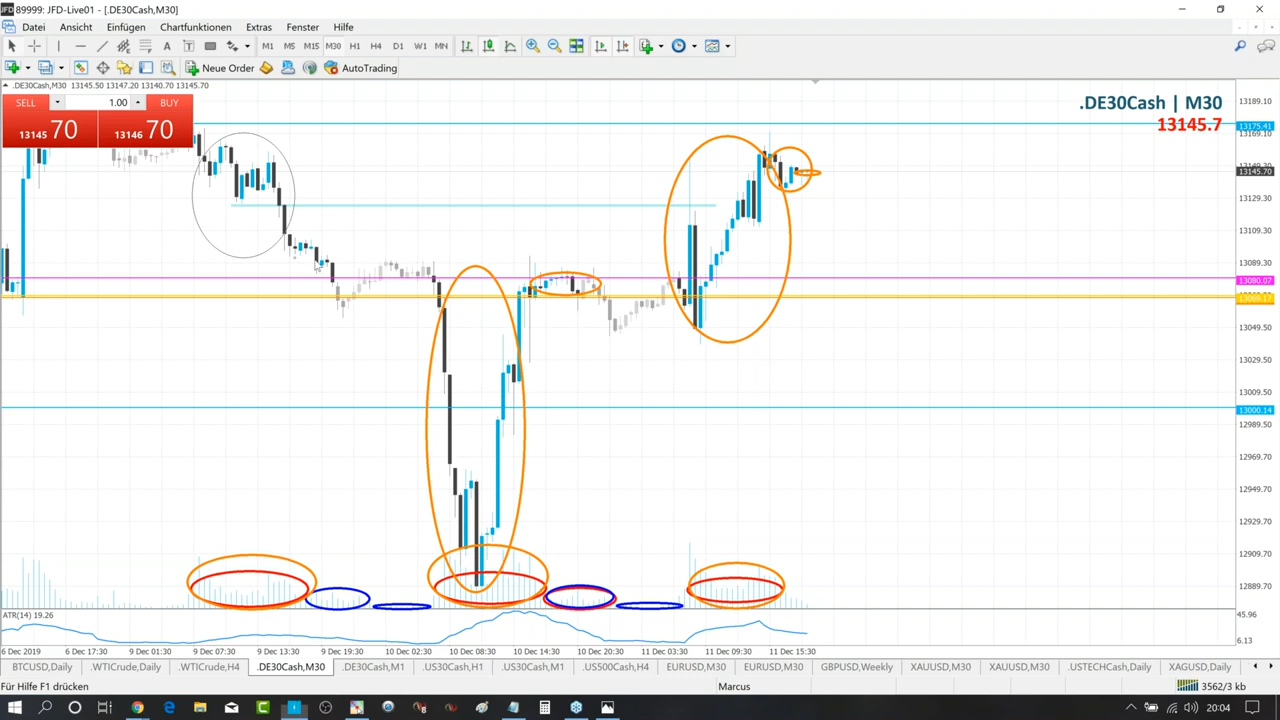 89999: JFD-Live01 - [.DE30Cash,M30]
Datei Ansicht Einfügen Chartfunktionen Extras Fenster Hilfe
M1 M5 M15 M30 H1 H4 D1 W1 MN
Neue Order AutoTrading
.DE30Cash,M30 13145.50 13147.20 13140.70 13145.70
SELL 1.00 BUY
13145 70 13146 70
.DE30Cash | M30
13145.7
13189.10
13175.41
13169.10
13145.70
13129.30
13109.30
13089.30
13080.07
13069.17
13049.50
13029.50
13009.50
13000.14
12989.50
12969.70
12949.70
12929.70
12909.70
12889.70
ATR(14) 19.26
45.96
6.13
6 Dec 2019 6 Dec 17:30 9 Dec 01:30 9 Dec 07:30 9 Dec 13:30 9 Dec 19:30 10 Dec 02:30 10 Dec 08:30 10 Dec 14:30 10 Dec 20:30 11 Dec 03:30 11 Dec 09:30 11 Dec 15:30
BTCUSD,Daily .WTICrude,Daily .WTICrude,H4 .DE30Cash,M30 .DE30Cash,M1 .US30Cash,H1 .US30Cash,M1 .US500Cash,H4 EURUSD,M30 EURUSD,M30 GBPUSD,Weekly XAUUSD,M30 XAUUSD,M30 .USTECHCash,Daily XAGUSD,Daily
Für Hilfe F1 drücken Marcus 3562/3 kb
20:04